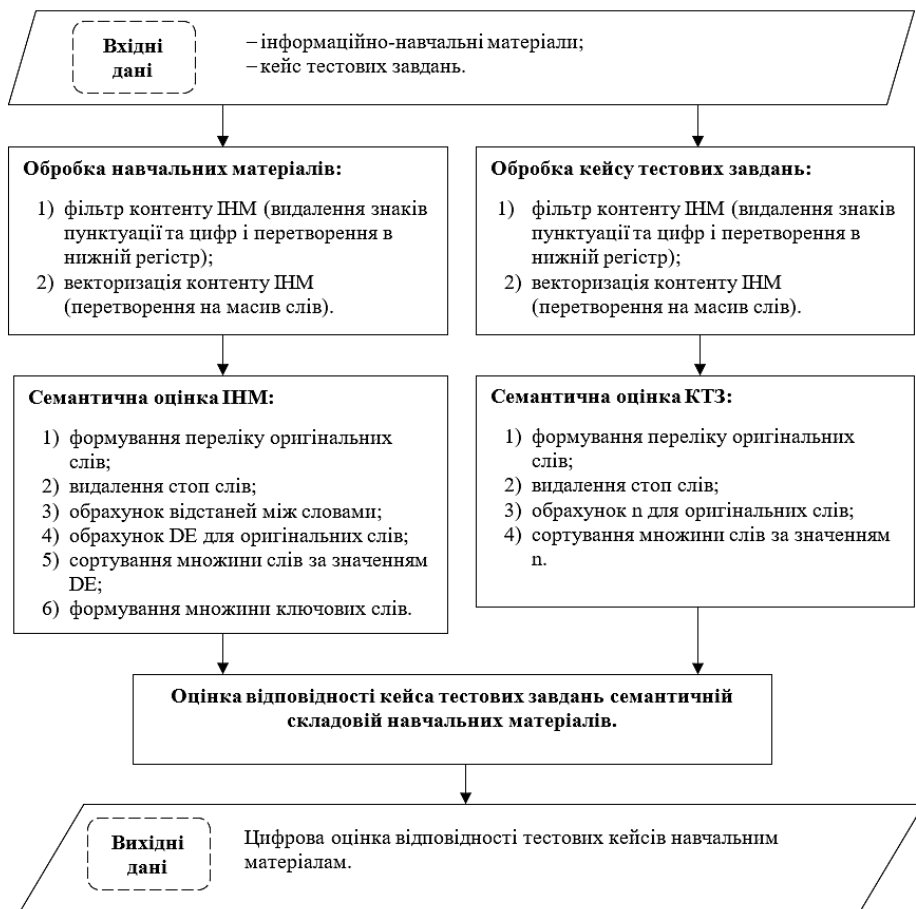 Вхідні
дані
– інформаційно-навчальні матеріали;
– кейс тестових завдань.
Обробка навчальних матеріалів:
1) фільтр контенту ІНМ (видалення знаків
пунктуації та цифр і перетворення в
нижній регістр);
2) векторизація контенту ІНМ
(перетворення на масив слів).
Обробка кейсу тестових завдань:
1) фільтр контенту ІНМ (видалення знаків
пунктуації та цифр і перетворення в
нижній регістр);
2) векторизація контенту ІНМ
(перетворення на масив слів).
Семантична оцінка ІНМ:
1) формування переліку оригінальних
слів;
2) видалення стоп слів;
3) обрахунок відстаней між словами;
4) обрахунок DE для оригінальних слів;
5) сортування множини слів за значенням
DE;
6) формування множини ключових слів.
Семантична оцінка КТЗ:
1) формування переліку оригінальних
слів;
2) видалення стоп слів;
3) обрахунок n для оригінальних слів;
4) сортування множини слів за значенням
n.
Оцінка відповідності кейса тестових завдань семантичній
складовій навчальних матеріалів.
Вихідні
дані
Цифрова оцінка відповідності тестових кейсів навчальним
матеріалам.